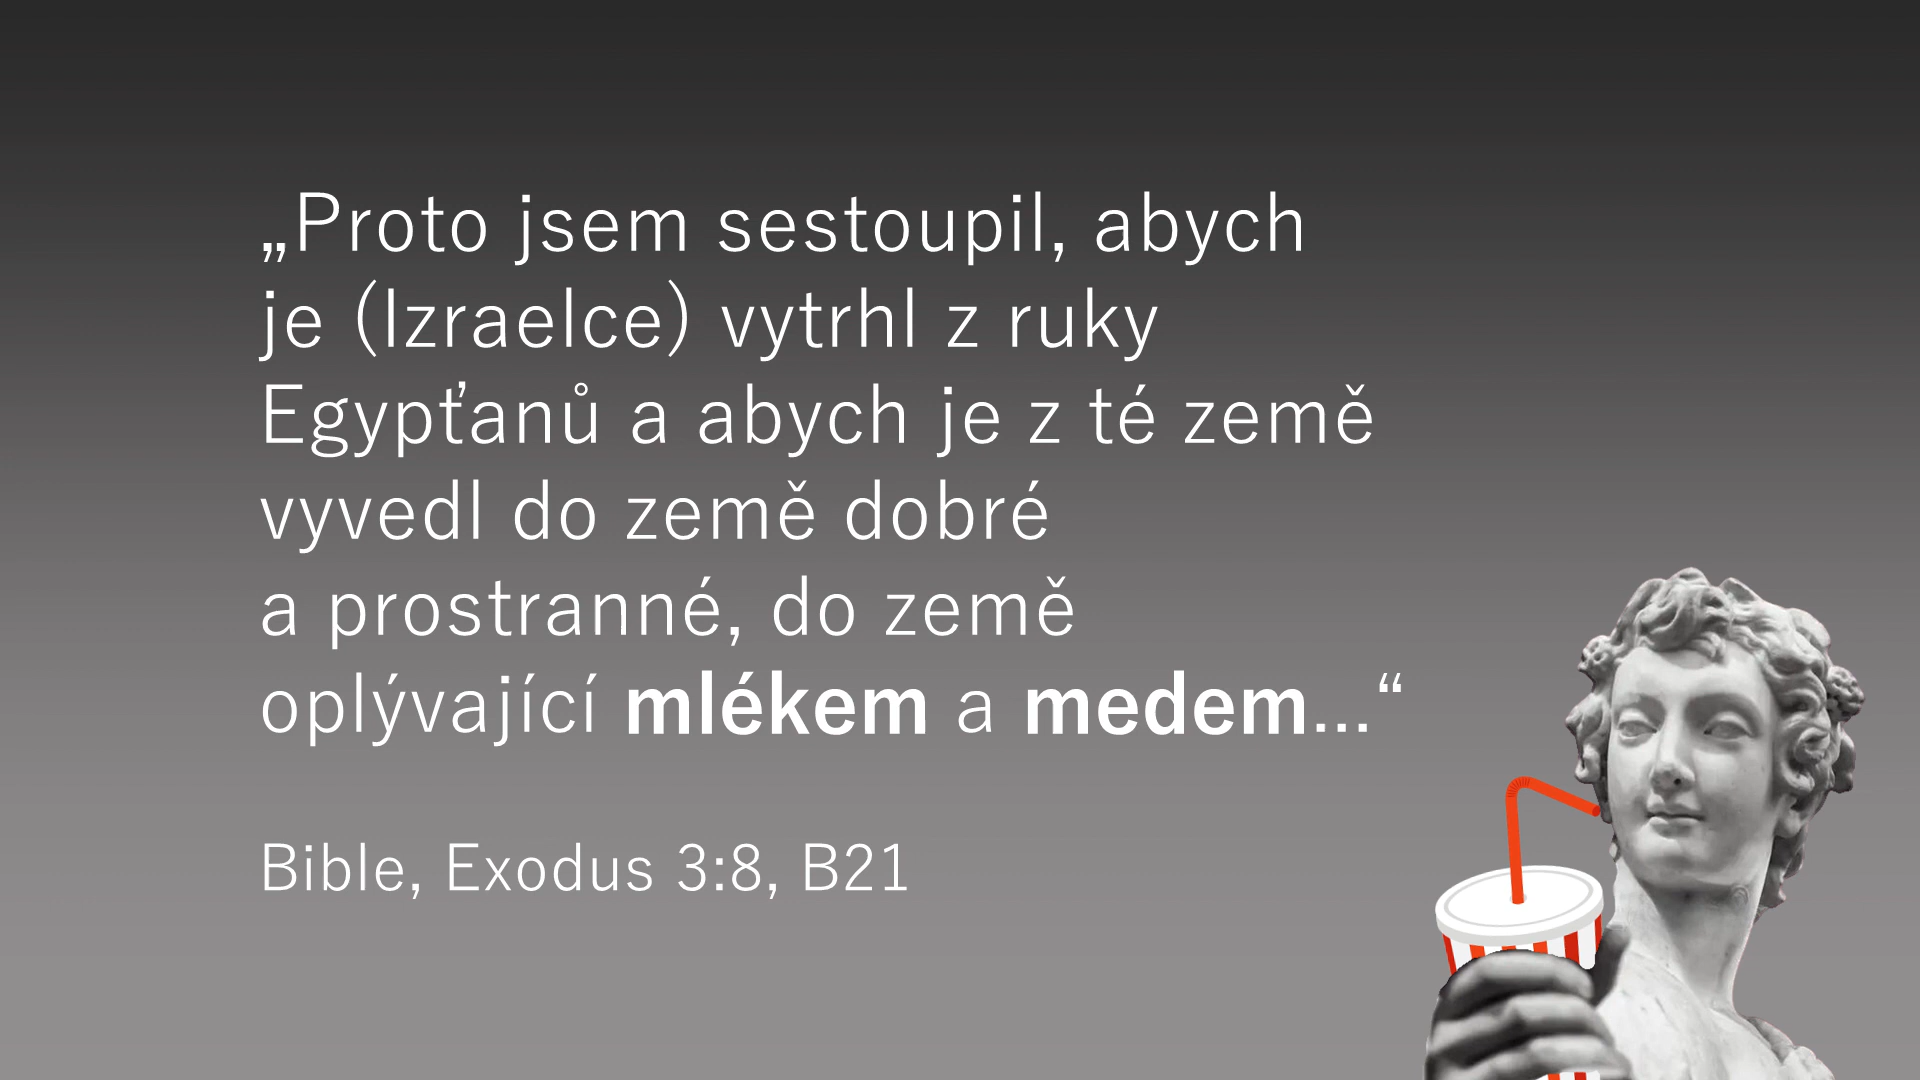 „Proto jsem sestoupil, abych
je (Izraelce) vytrhl z ruky
Egypťanů a abych je z té země
vyvedl do země dobré
a prostranné, do země
oplývající mlékem a medem...“
Bible, Exodus 3:8, B21